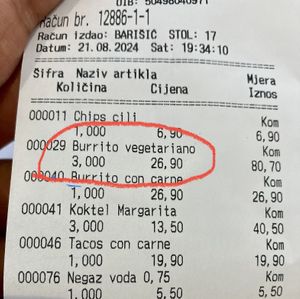 OIB: 50498040971
Račun br. 12886-1-1
Račun izdao: BARIŠIĆ STOL: 17
Datum: 21.08.2024 Sat: 19:34:10
Šifra Naziv artikla Mjera
Količina Cijena Iznos
000011 Chips cili Kom
1,000 6,90 6,90
000029 Burrito vegetariano Kom
3,000 26,90 80,70
000040 Burrito con carne Kom
1,000 26,90 26,90
000041 Koktel Margarita Kom
3,000 13,50 40,50
000046 Tacos con carne Kom
1,000 19,90 19,90
000076 Negaz voda 0,75 Kom
1,000 5,50 5,50